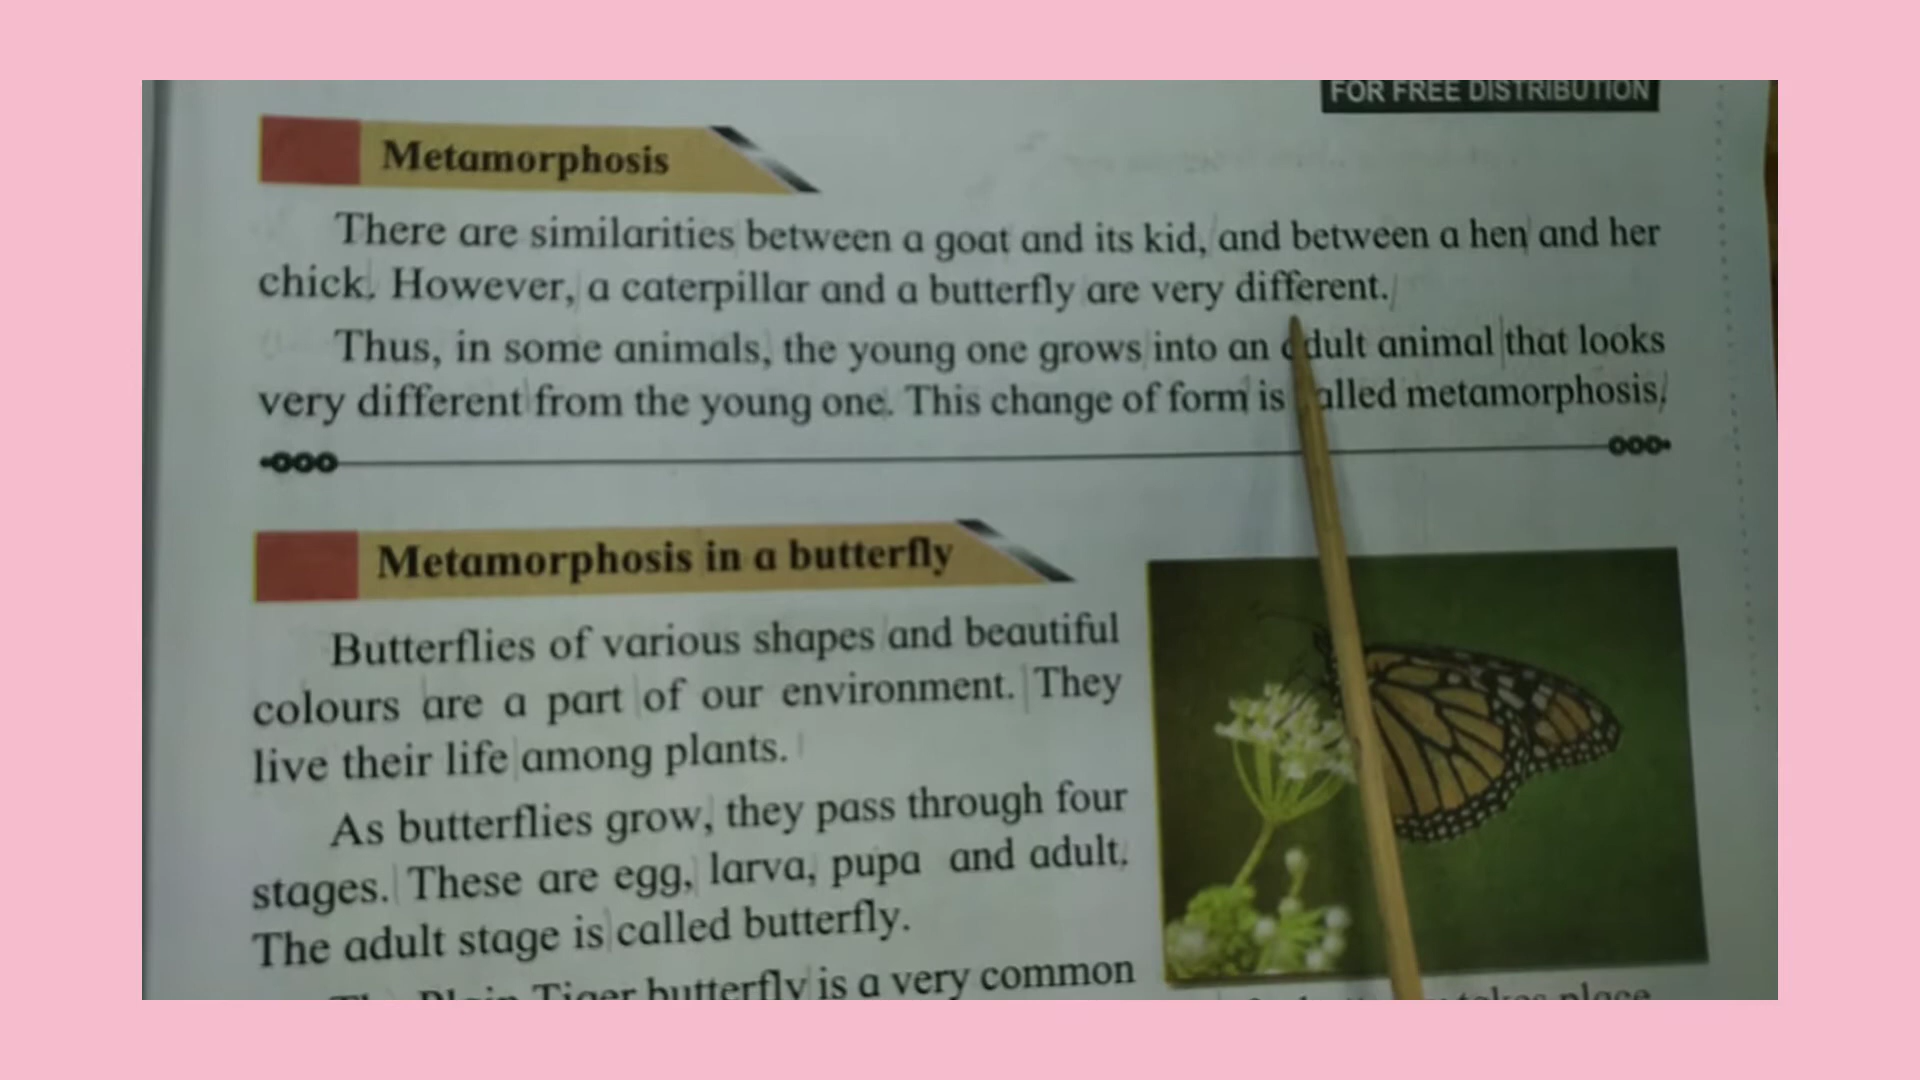 FOR FREE DISTRIBUTION
Metamorphosis
There are similarities between a goat and its kid, and between a hen and her
chick. However, a caterpillar and a butterfly are very different.
Thus, in some animals, the young one grows into an adult animal that looks
very different from the young one. This change of form is called metamorphosis.
Metamorphosis in a butterfly
Butterflies of various shapes and beautiful
colours are a part of our environment. They
live their life among plants.
As butterflies grow, they pass through four
stages. These are egg, larva, pupa and adult.
The adult stage is called butterfly.
Tiger butterfly is a very common
takes place